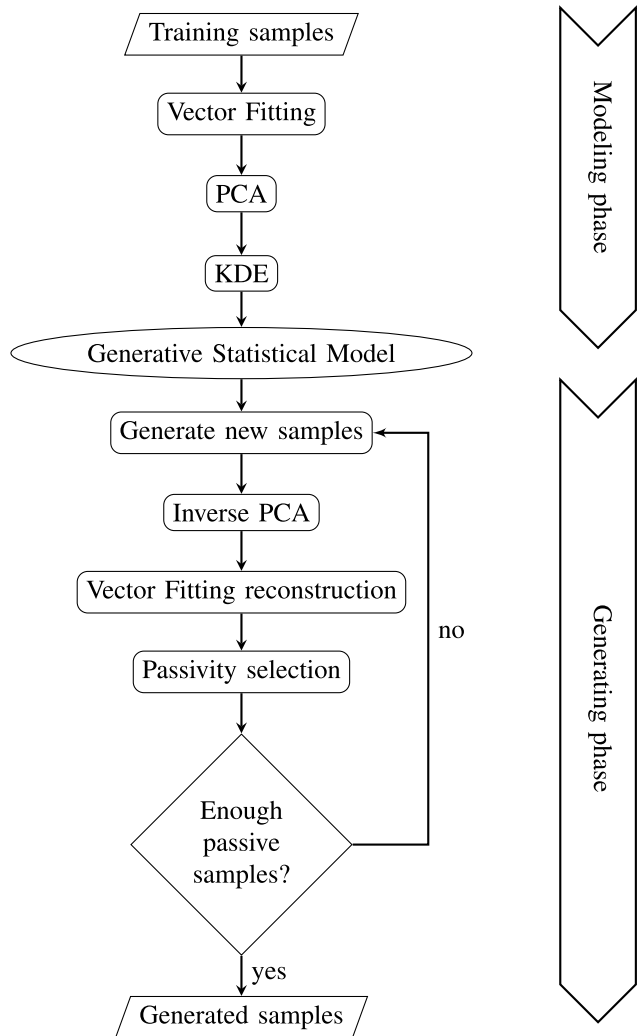 Training samples
Vector Fitting
PCA
KDE
Generative Statistical Model
Generate new samples
Inverse PCA
Vector Fitting reconstruction
Passivity selection
Enough
passive
samples?
no
yes
Generated samples
Modeling phase
Generating phase